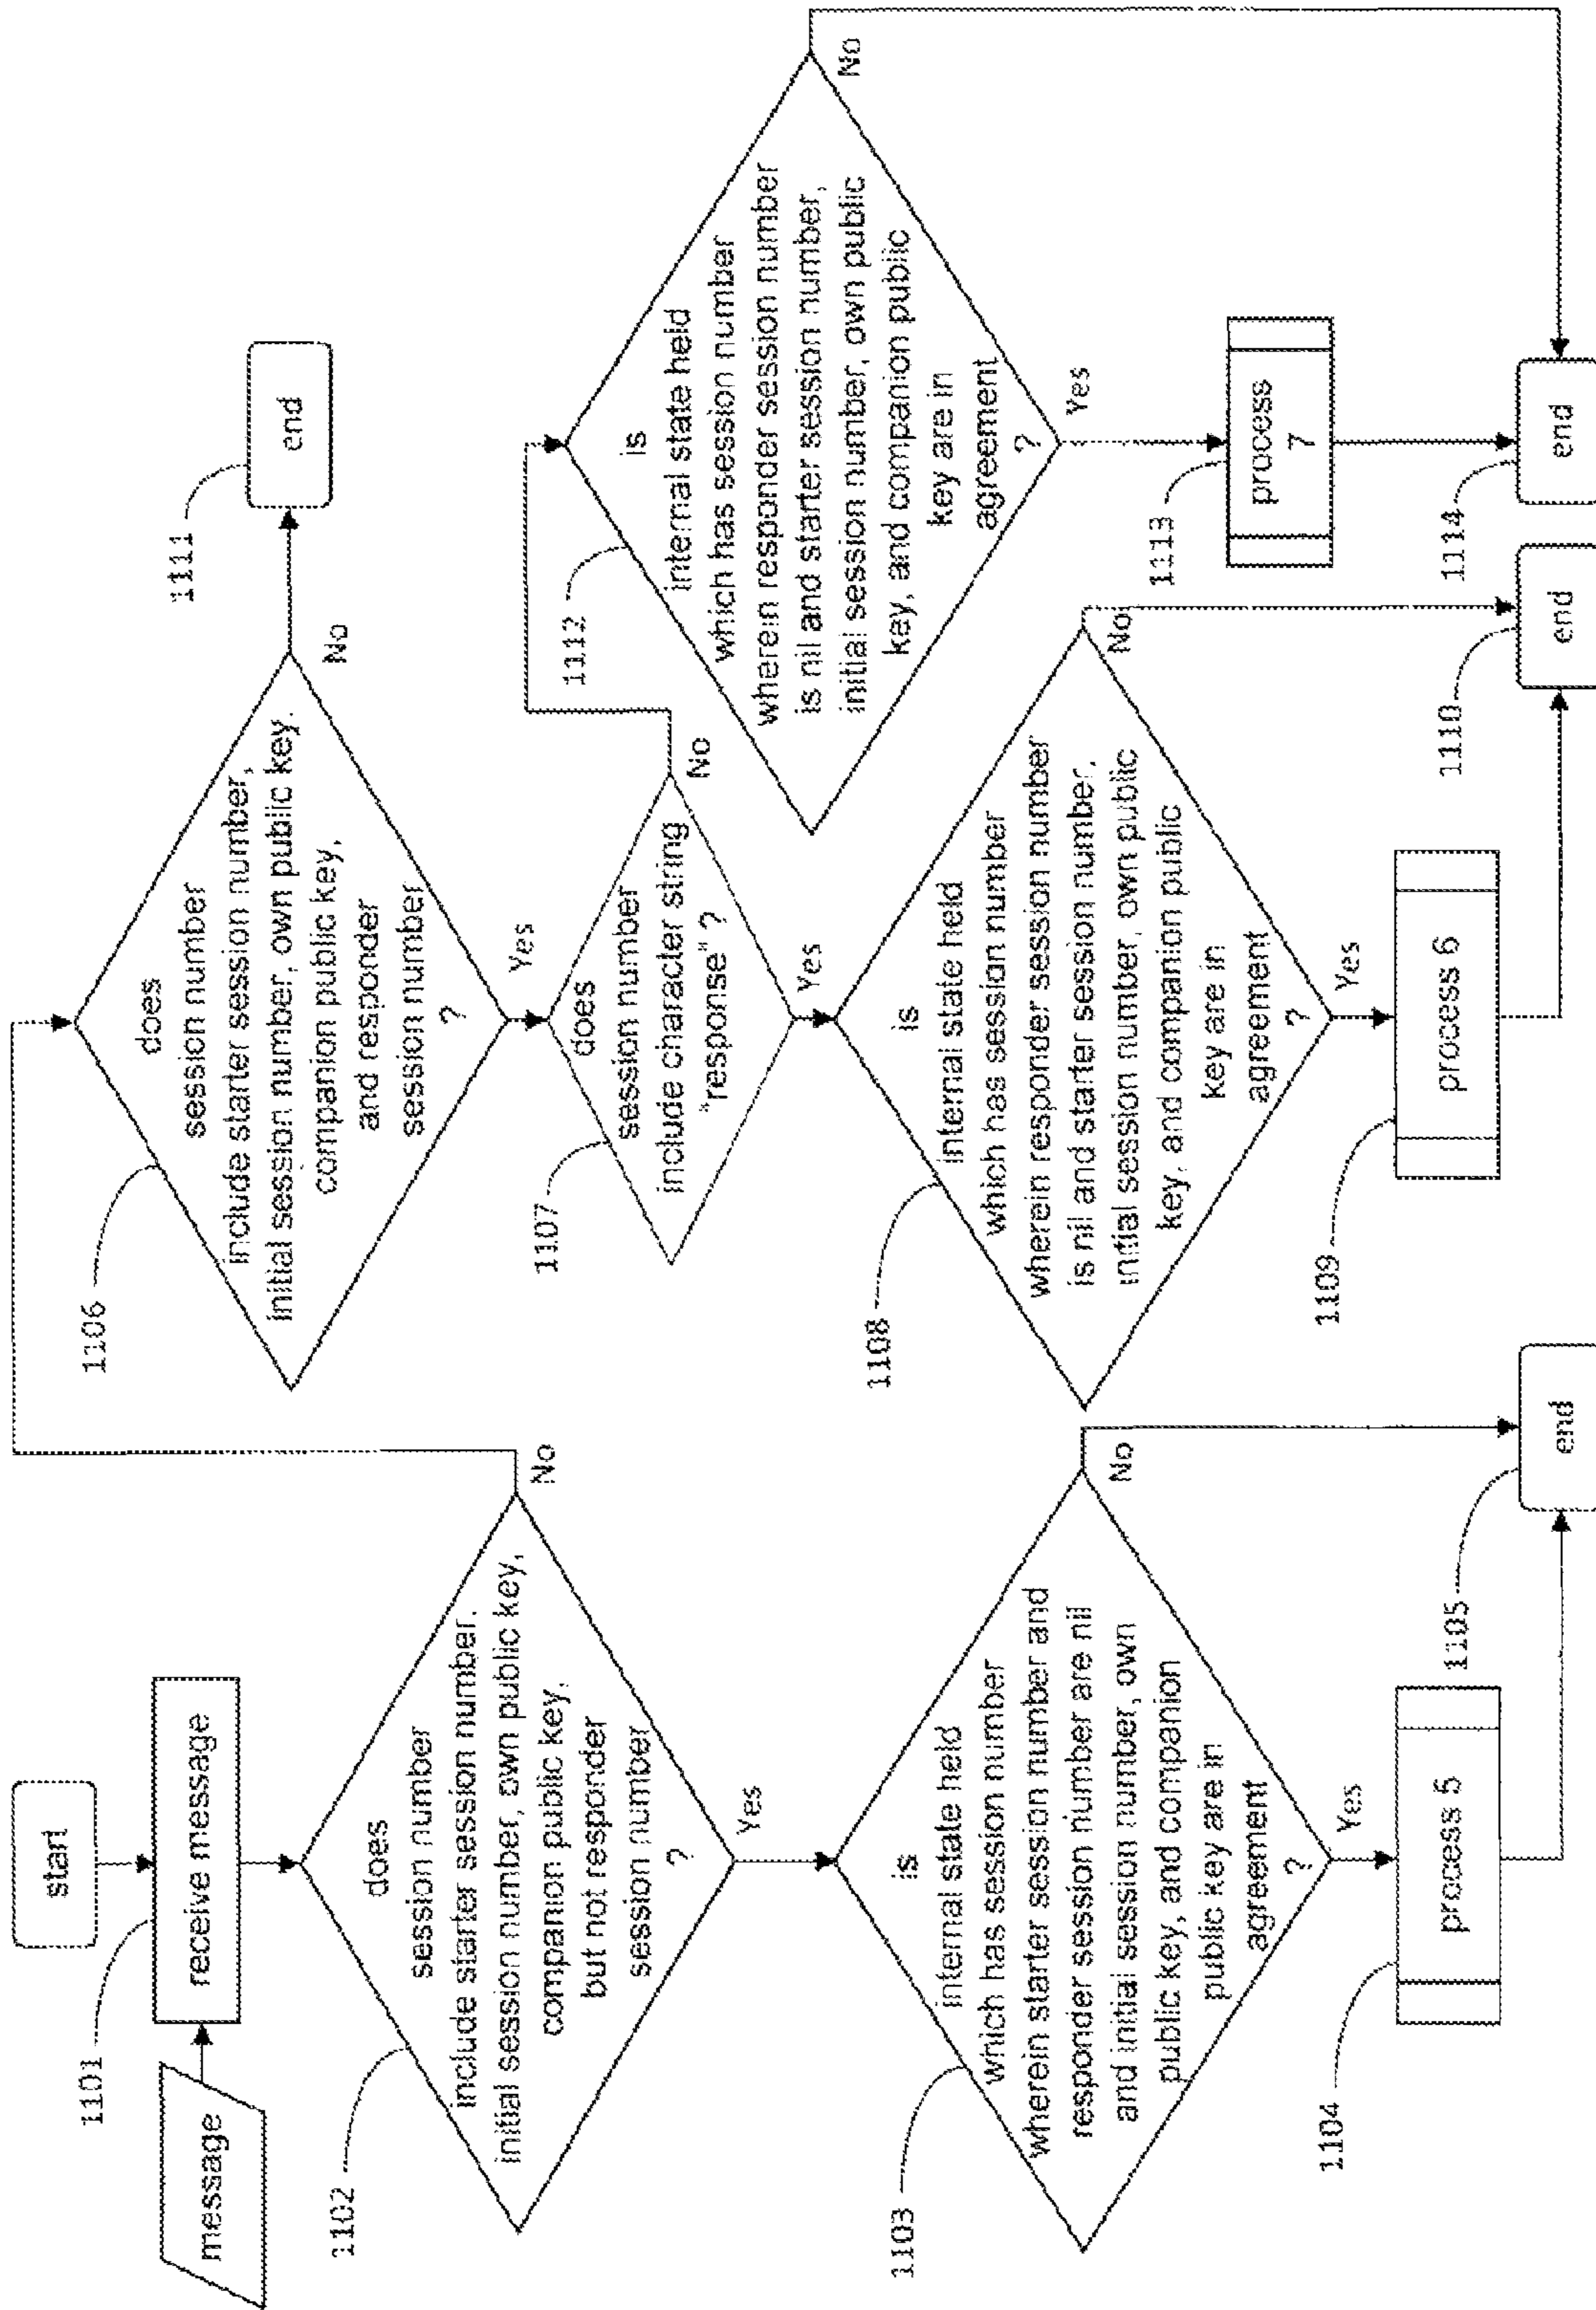 start
1101
message
receive message
1102
does
session number
include starter session number.
initial session number, own public key,
companion public key,
but not responder
session number
?
No
Yes
1103
is
internal state held
which has session number
wherein starter session number and
responder session number are nil
and initial session number, own
public key, and companion
public key are in
agreement
?
No
Yes
1104
process 5
1105
end
1106
does
session number
include starter session number,
initial session number, own public key.
companion public key,
and responder
session number
?
No
1111
end
Yes
1107
does
session number
include character string
"response" ?
No
Yes
1108
is
internal state held
which has session number
wherein responder session number
is nil and starter session number.
initial session number, own public
key, and companion public
key are in
agreement
?
No
Yes
1109
process 6
1110
end
1112
is
internal state held
which has session number
wherein responder session number
is nil and starter session number,
initial session number, own public
key, and companion public
key are in
agreement
?
No
Yes
1113
process
7
1114
end